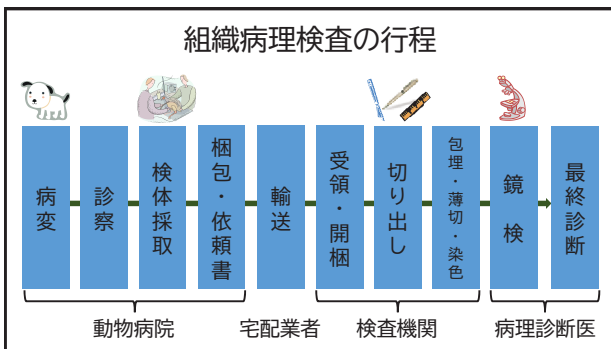 組織病理検査の行程
病変
診察
検体採取
梱包・依頼書
輸送
受領・開梱
切り出し
包埋・薄切・染色
鏡検
最終診断
動物病院
宅配業者
検査機関
病理診断医